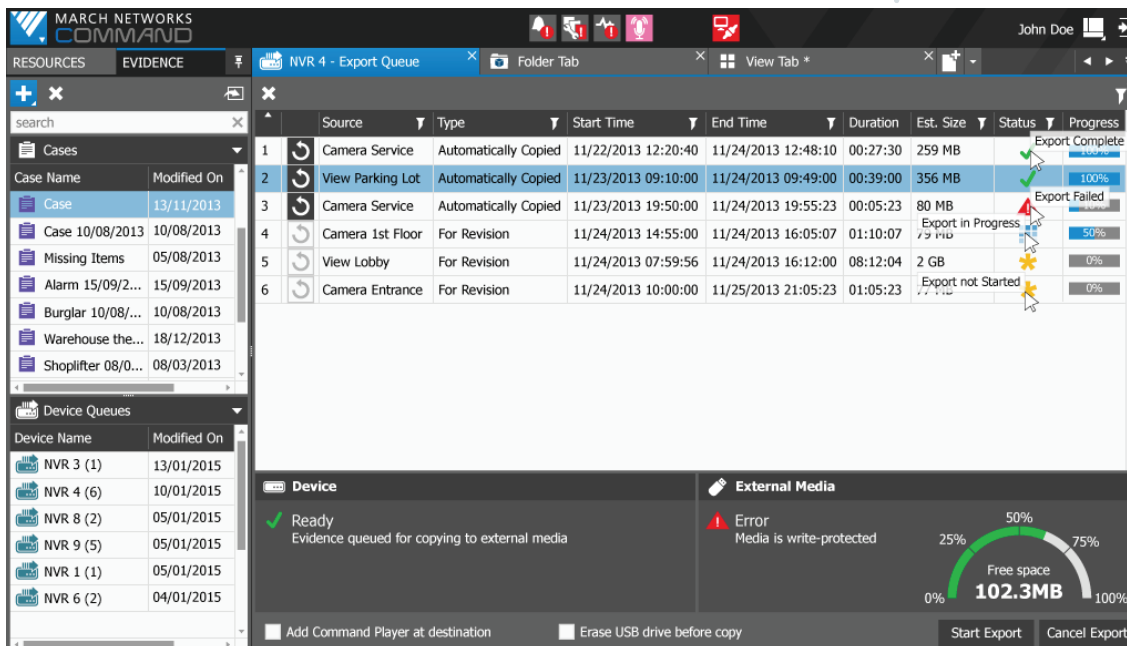 MARCH NETWORKS
COMMAND
John Doe
RESOURCES EVIDENCE
NVR 4 - Export Queue
Folder Tab
View Tab *
search
Cases
Case Name Modified On
Case 13/11/2013
Case 10/08/2013 10/08/2013
Missing Items 05/08/2013
Alarm 15/09/2... 15/09/2013
Burglar 10/08/... 10/08/2013
Warehouse the... 18/12/2013
Shoplifter 08/0... 08/03/2013
Device Queues
Device Name Modified On
NVR 3 (1) 13/01/2015
NVR 4 (6) 10/01/2015
NVR 8 (2) 05/01/2015
NVR 9 (5) 05/01/2015
NVR 1 (1) 05/01/2015
NVR 6 (2) 04/01/2015
Source Type Start Time End Time Duration Est. Size Status Progress
Export Complete
1 Camera Service Automatically Copied 11/22/2013 12:20:40 11/24/2013 12:48:10 00:27:30 259 MB 100%
2 View Parking Lot Automatically Copied 11/23/2013 09:10:00 11/24/2013 09:49:00 00:39:00 356 MB 100%
Export Failed
3 Camera Service Automatically Copied 11/23/2013 19:50:00 11/24/2013 19:55:23 00:05:23 80 MB
Export in Progress
4 Camera 1st Floor For Revision 11/24/2013 14:55:00 11/24/2013 16:05:07 01:10:07 79 MB 50%
5 View Lobby For Revision 11/24/2013 07:59:56 11/24/2013 16:12:00 08:12:04 2 GB 0%
Export not Started
6 Camera Entrance For Revision 11/24/2013 10:00:00 11/25/2013 21:05:23 01:05:23 0%
Device
Ready
Evidence queued for copying to external media
External Media
Error
Media is write-protected
0% 25% 50% 75% 100%
Free space
102.3MB
Add Command Player at destination
Erase USB drive before copy
Start Export Cancel Export